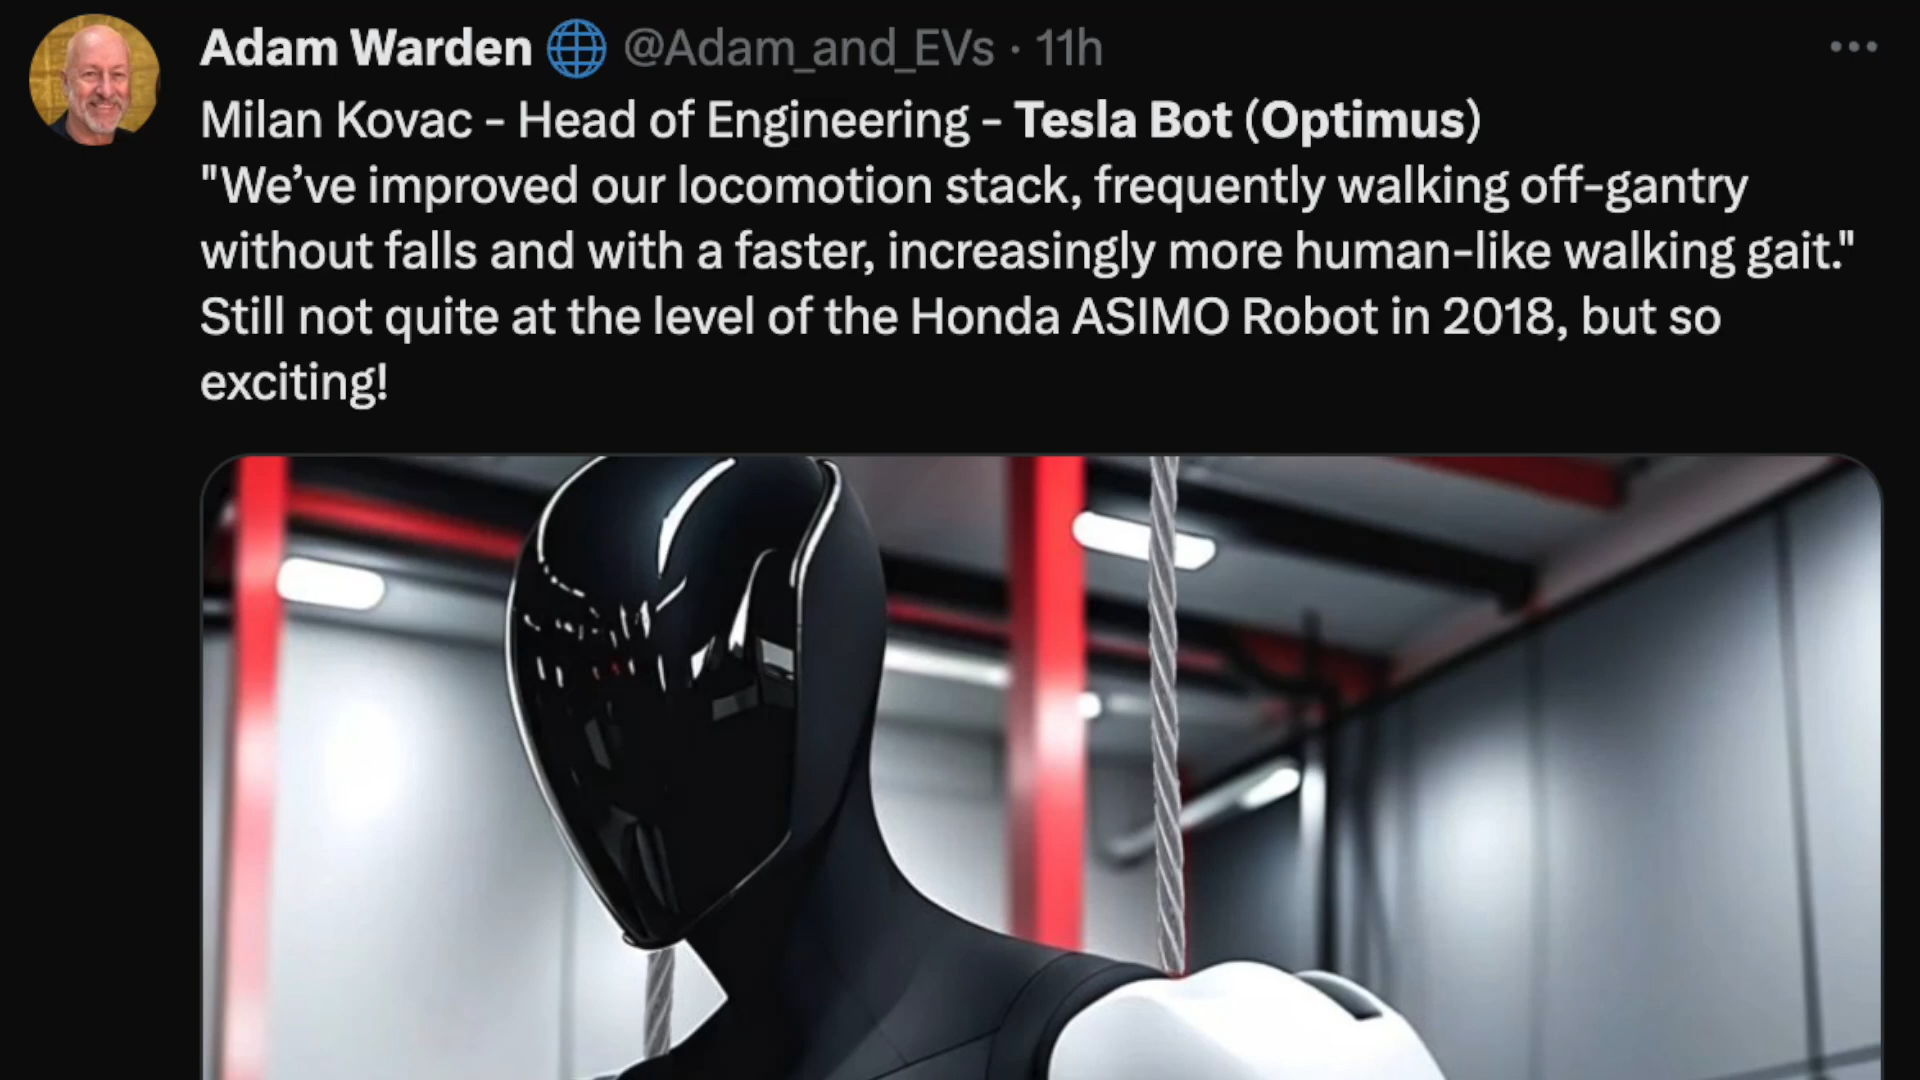 Adam Warden @Adam_and_EVs · 11h
Milan Kovac - Head of Engineering - Tesla Bot (Optimus)
"We’ve improved our locomotion stack, frequently walking off-gantry
without falls and with a faster, increasingly more human-like walking gait."
Still not quite at the level of the Honda ASIMO Robot in 2018, but so
exciting!